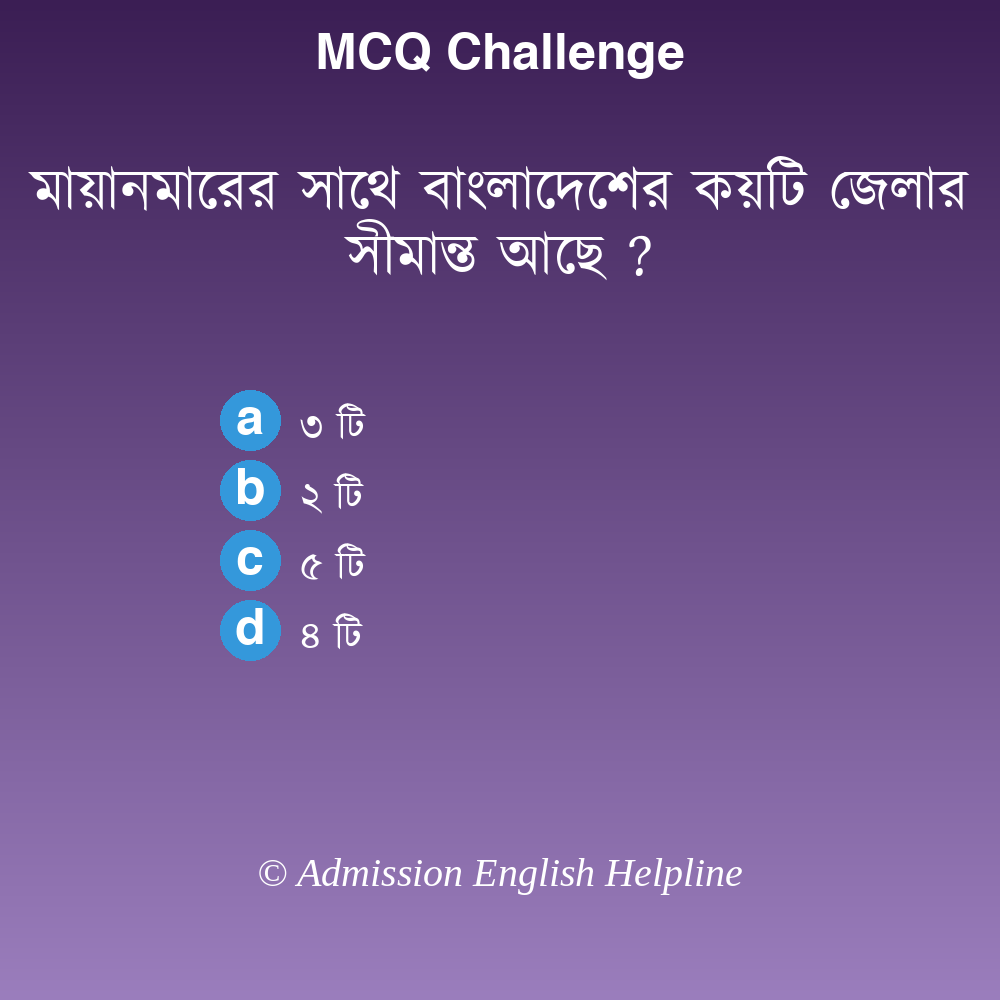 MCQ Challenge
মায়ানমারের সাথে বাংলাদেশের কয়টি জেলার
সীমান্ত আছে ?
a ৩ টি
b ২ টি
c ৫ টি
d ৪ টি
© Admission English Helpline